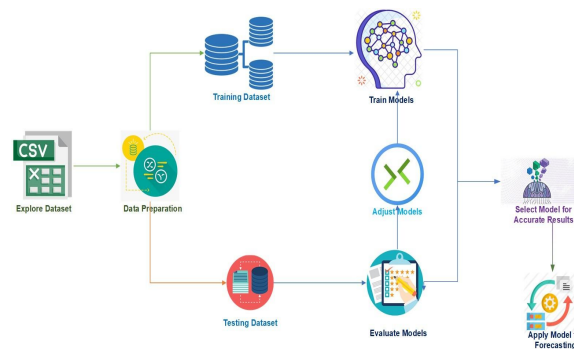 Training Dataset
Train Models
CSV
Explore Dataset
Data Preparation
Adjust Models
Select Model for
Accurate Results
Testing Dataset
Evaluate Models
Apply Model
Forecasting